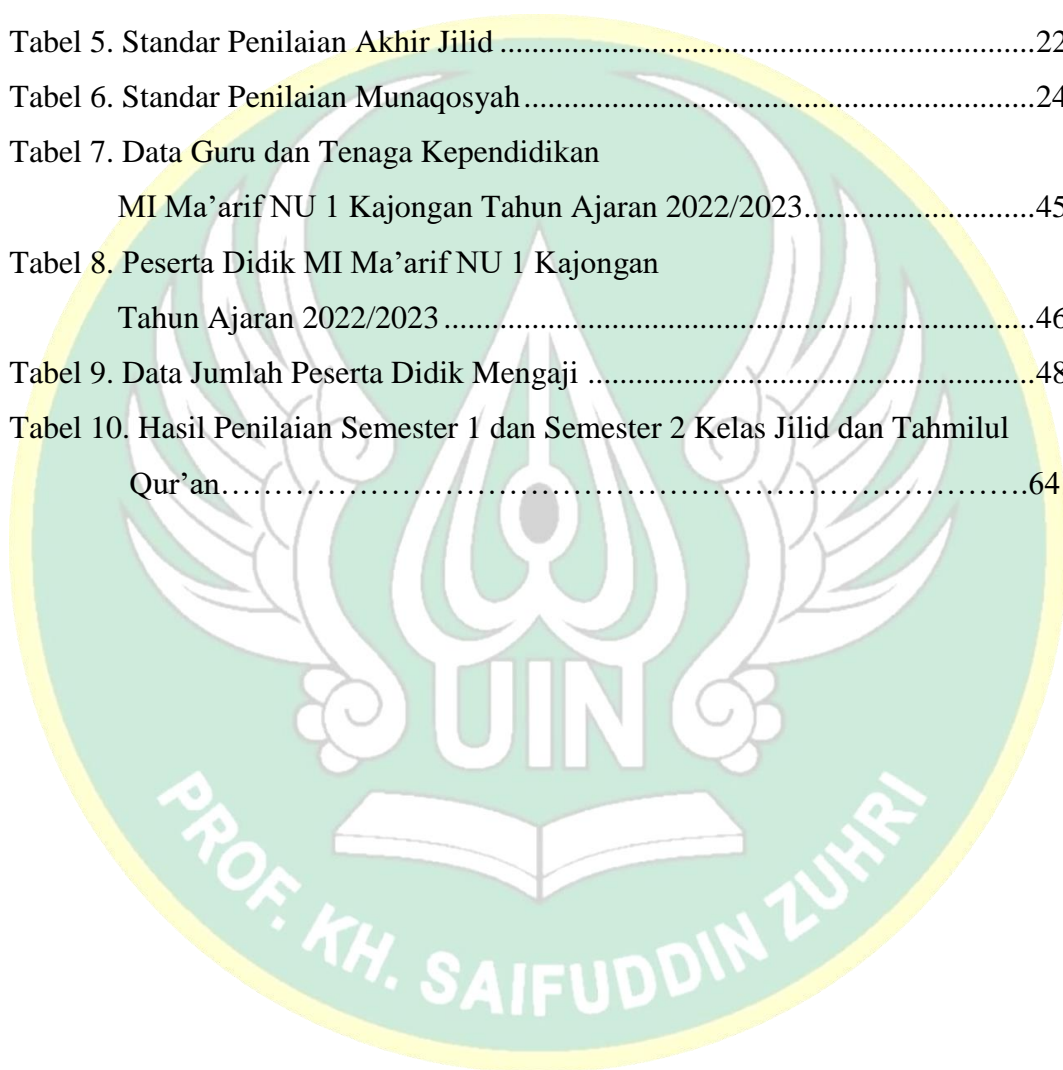 Tabel 5. Standar Penilaian Akhir Jilid ...................................................................22
Tabel 6. Standar Penilaian Munaqosyah................................................................24
Tabel 7. Data Guru dan Tenaga Kependidikan
MI Ma’arif NU 1 Kajongan Tahun Ajaran 2022/2023.............................45
Tabel 8. Peserta Didik MI Ma’arif NU 1 Kajongan
Tahun Ajaran 2022/2023 ..........................................................................46
Tabel 9. Data Jumlah Peserta Didik Mengaji ........................................................48
Tabel 10. Hasil Penilaian Semester 1 dan Semester 2 Kelas Jilid dan Tahmilul
Qur’an……………………………………………………………………….64
UIN
PROF. KH. SAIFUDDIN ZUHRI